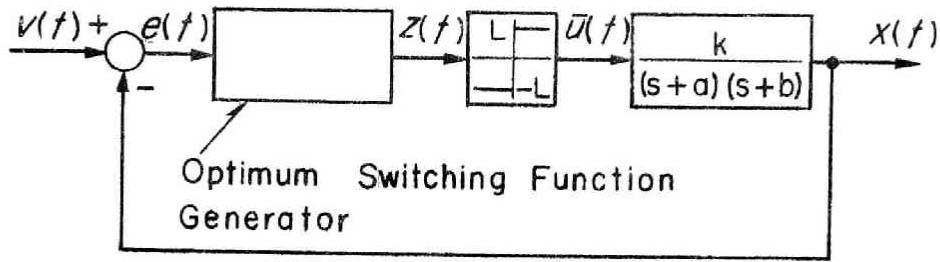 v(t) + e(t) z(t) L ū(t) k x(t)
- -L (s+a)(s+b)
Optimum Switching Function
Generator